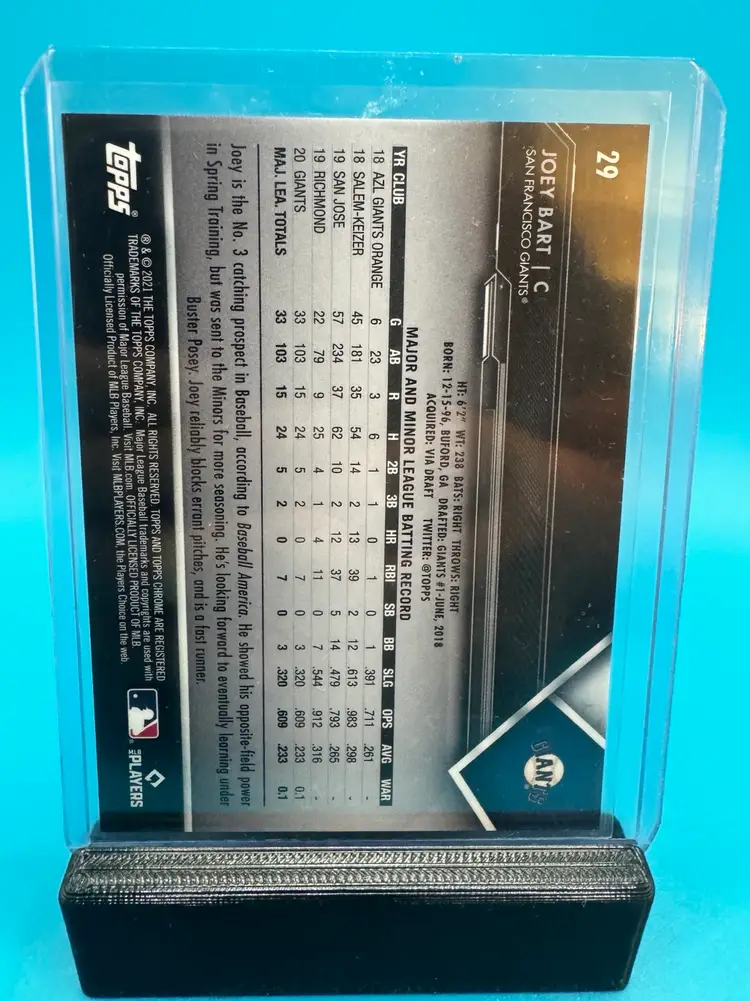 29
JOEY BART | C
SAN FRANCISCO GIANTS®
GIANTS
HT: 6'2" WT: 238 BATS: RIGHT THROWS: RIGHT
BORN: 12-15-96, BUFORD, GA DRAFTED: GIANTS #1-JUNE, 2018
ACQUIRED: VIA DRAFT TWITTER: @TOPPS
MAJOR AND MINOR LEAGUE BATTING RECORD
YR CLUB G AB R H 2B 3B HR RBI SB BB SLG OPS AVG WAR
18 AZL GIANTS ORANGE 6 23 3 6 1 1 0 1 0 1 .391 .711 .261 -
18 SALEM-KEIZER 45 181 35 54 14 2 13 39 2 12 .613 .983 .298 -
19 SAN JOSE 57 234 37 62 10 2 12 37 5 14 .479 .793 .265 -
19 RICHMOND 22 79 9 25 4 1 4 11 0 7 .544 .912 .316 -
20 GIANTS 33 103 15 24 5 2 0 7 0 3 .320 .609 .233 0.1
MAJ. LEA. TOTALS 33 103 15 24 5 2 0 7 0 3 .320 .609 .233 0.1
Joey is the No. 3 catching prospect in Baseball, according to Baseball America. He showed his opposite-field power
in Spring Training, but was sent to the Minors for more seasoning. He's looking forward to eventually learning under
Buster Posey. Joey reliably blocks errant pitches, and is a fast runner.
topps®
® & © 2021 THE TOPPS COMPANY, INC. ALL RIGHTS RESERVED. TOPPS AND TOPPS CHROME ARE REGISTERED
TRADEMARKS OF THE TOPPS COMPANY, INC. Major League Baseball trademarks and copyrights are used with
permission of Major League Baseball. Visit MLB.com. OFFICIALLY LICENSED PRODUCT OF MLB.
Officially Licensed Product of MLB Players, Inc. Visit MLBPLAYERS.COM, the Players Choice on the web.
MLB
PLAYERS